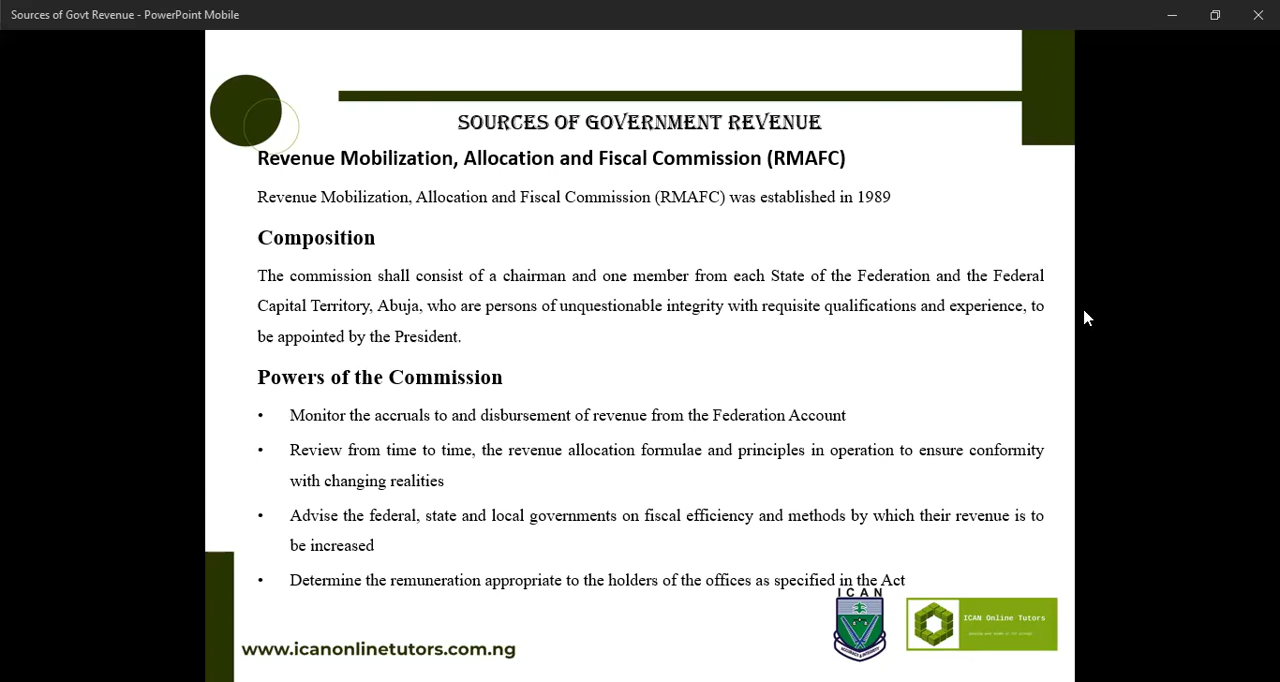 Sources of Govt Revenue - PowerPoint Mobile
SOURCES OF GOVERNMENT REVENUE
Revenue Mobilization, Allocation and Fiscal Commission (RMAFC)
Revenue Mobilization, Allocation and Fiscal Commission (RMAFC) was established in 1989
Composition
The commission shall consist of a chairman and one member from each State of the Federation and the Federal
Capital Territory, Abuja, who are persons of unquestionable integrity with requisite qualifications and experience, to
be appointed by the President.
Powers of the Commission
• Monitor the accruals to and disbursement of revenue from the Federation Account
• Review from time to time, the revenue allocation formulae and principles in operation to ensure conformity
with changing realities
• Advise the federal, state and local governments on fiscal efficiency and methods by which their revenue is to
be increased
• Determine the remuneration appropriate to the holders of the offices as specified in the Act
ICAN
ACCURACY & INTEGRITY
ICAN Online Tutors
www.icanonlinetutors.com.ng